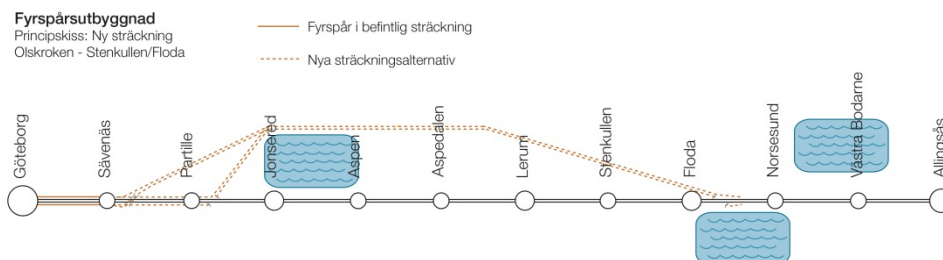 Fyrspårsutbyggnad
Principskiss: Ny sträckning
Olskroken - Stenkullen/Floda
Fyrspår i befintlig sträckning
Nya sträckningsalternativ
Göteborg
Sävenäs
Partille
Jonsered
Aspen
Aspedalen
Lerum
Stenkullen
Floda
Norsesund
Västra Bodarne
Alingsås